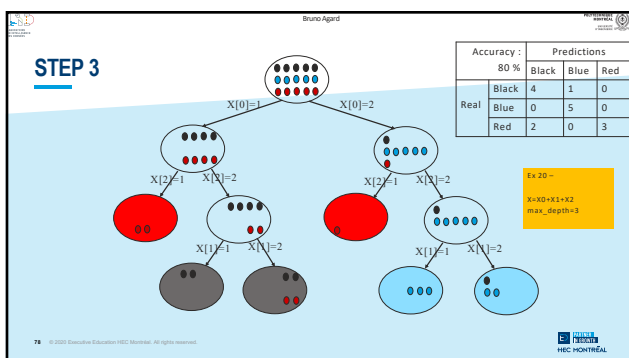 Bruno Agard
POLYTECHNIQUE
MONTRÉAL
STEP 3
Accuracy :
80 %
Predictions
Black Blue Red
Real
Black 4 1 0
Blue 0 5 0
Red 2 0 3
X[0]=1
X[0]=2
X[2]=1
X[2]=2
X[2]=1
X[2]=2
X[1]=1
X[1]=2
X[1]=1
X[1]=2
Ex 20 –
X=X0+X1+X2
max_depth=3
78 © 2020 Executive Education HEC Montréal. All rights reserved.
HEC MONTRÉAL